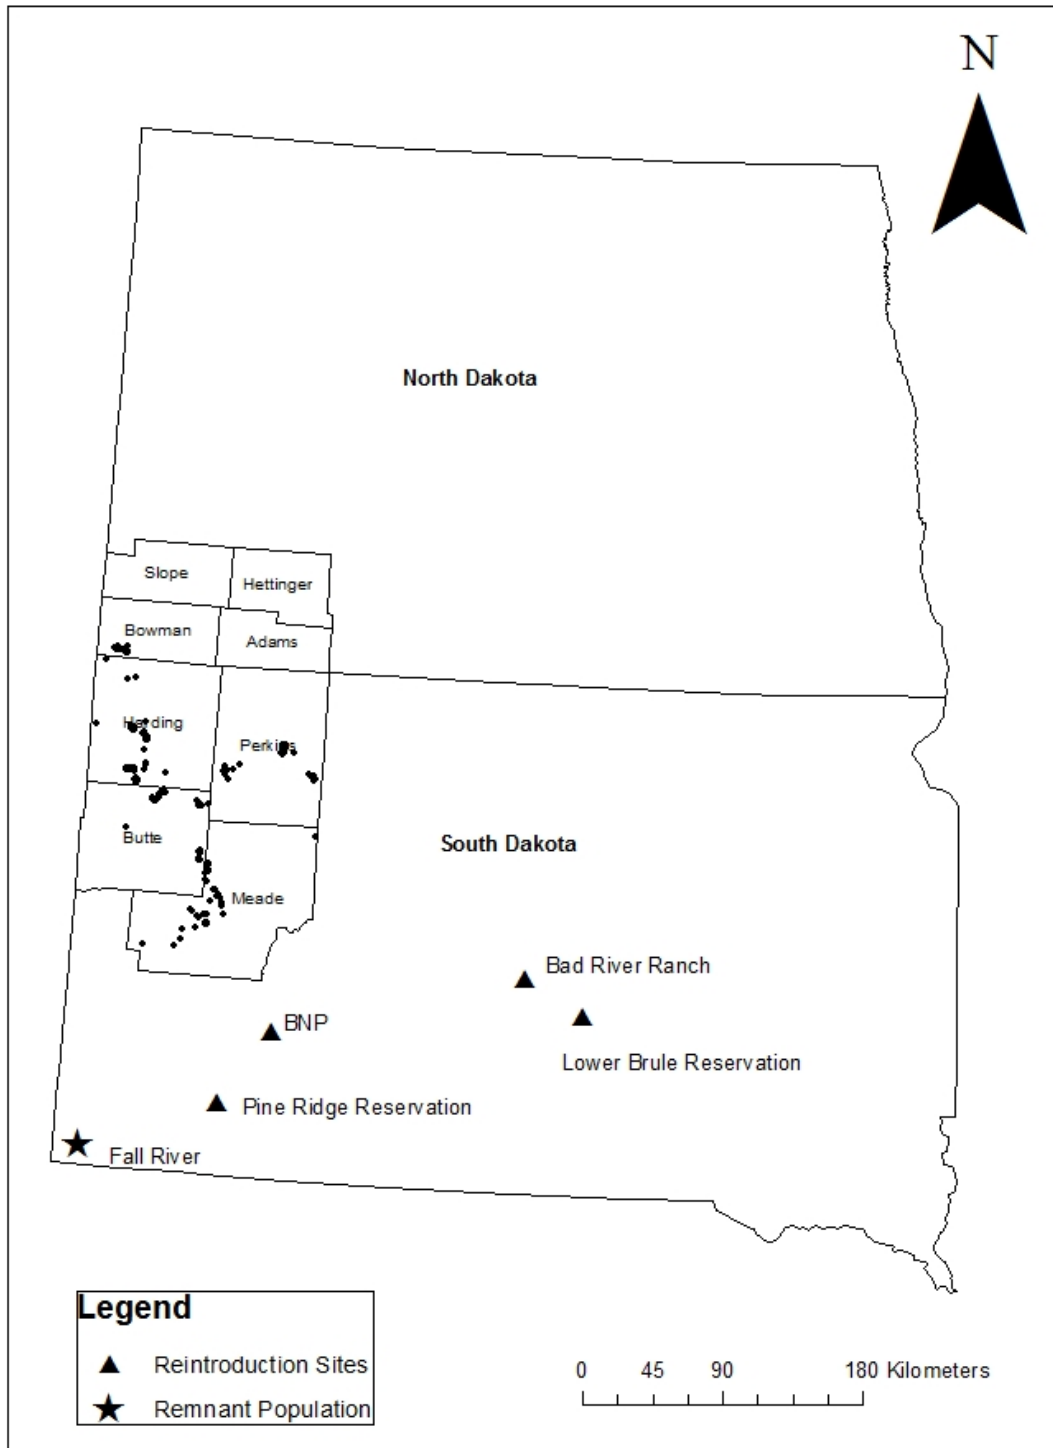 N
North Dakota
Slope
Hettinger
Bowman
Adams
Harding
Perkins
Butte
South Dakota
Meade
Bad River Ranch
BNP
Lower Brule Reservation
Pine Ridge Reservation
Fall River
Legend
Reintroduction Sites
Remnant Population
0 45 90 180 Kilometers